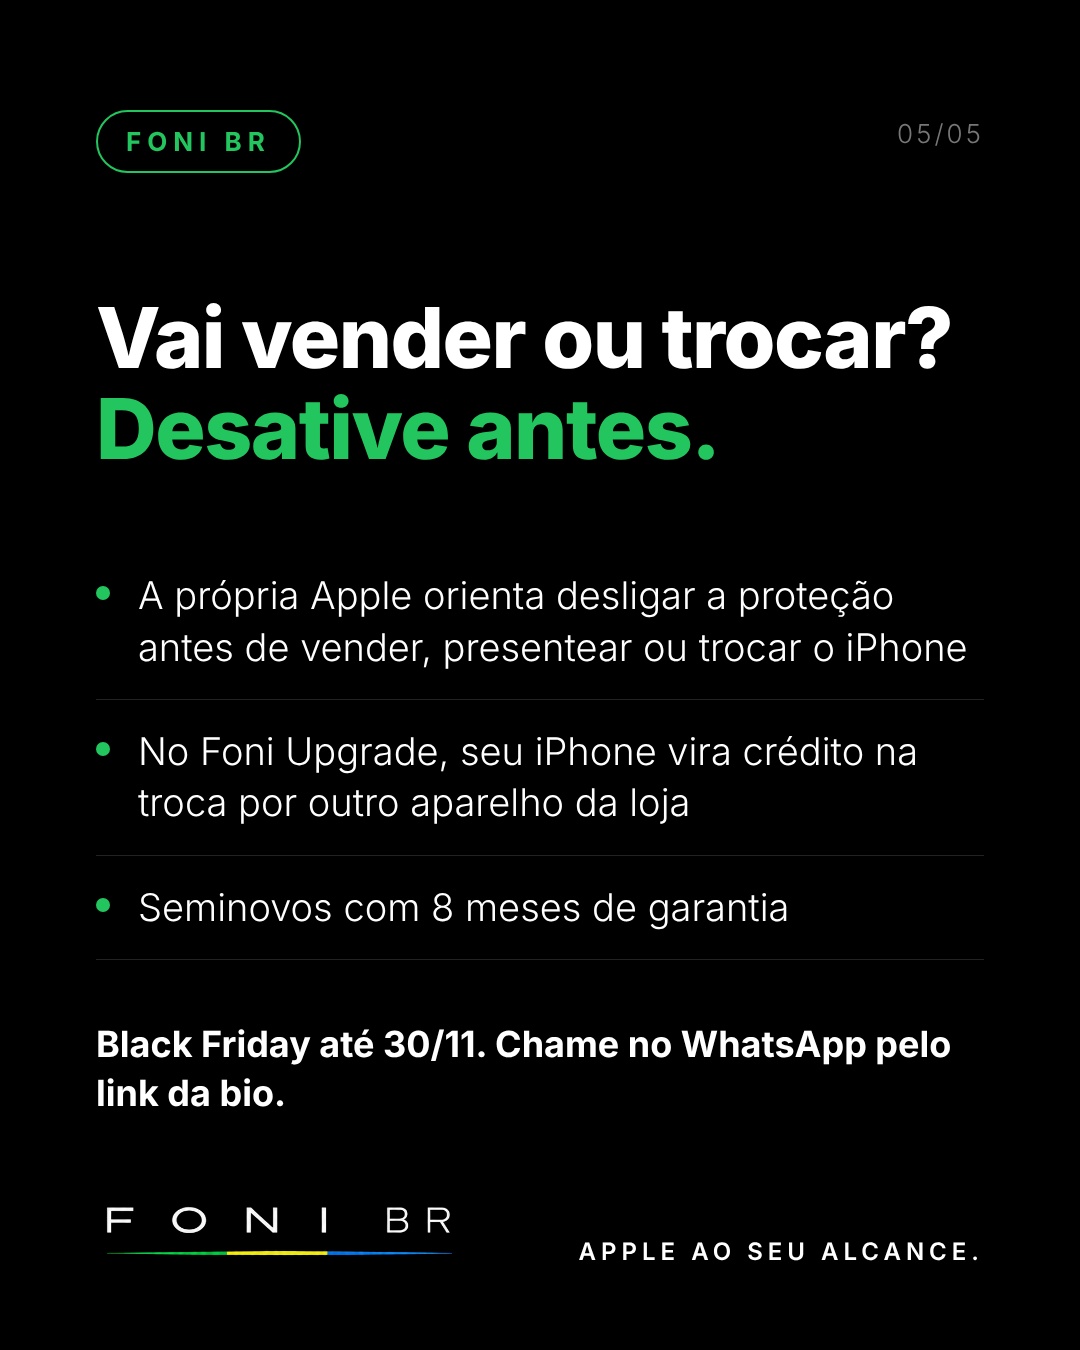 FONI BR
05/05
Vai vender ou trocar?
Desative antes.
A própria Apple orienta desligar a proteção
antes de vender, presentear ou trocar o iPhone
No Foni Upgrade, seu iPhone vira crédito na
troca por outro aparelho da loja
Seminovos com 8 meses de garantia
Black Friday até 30/11. Chame no WhatsApp pelo
link da bio.
FONI BR
APPLE AO SEU ALCANCE.